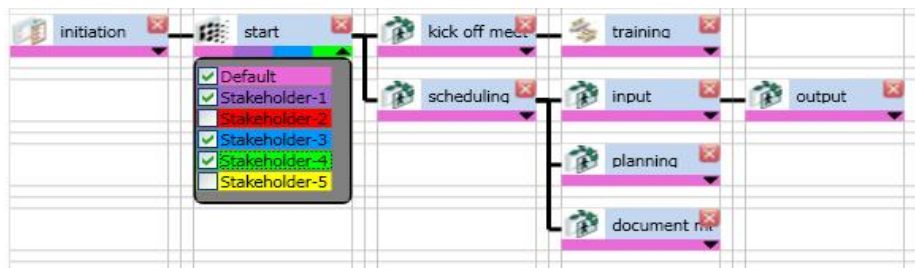 initiation
start
kick off meet
training
Default
Stakeholder-1
Stakeholder-2
Stakeholder-3
Stakeholder-4
Stakeholder-5
scheduling
input
output
planning
document